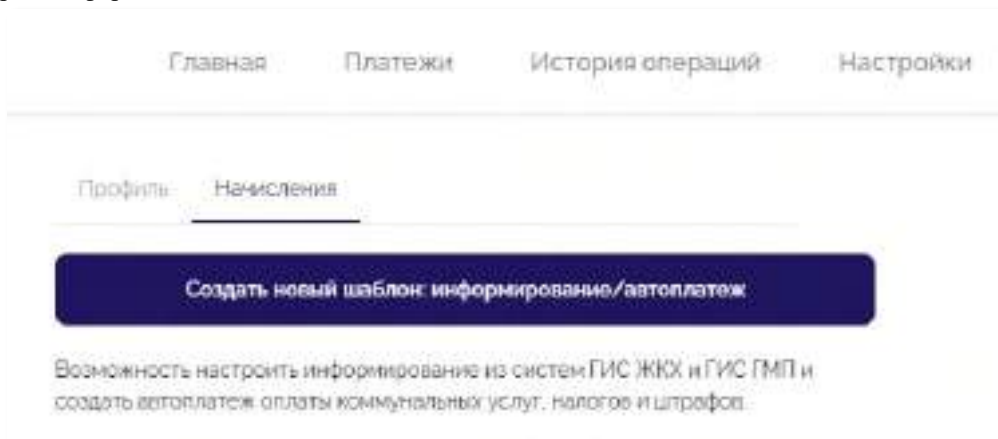 Главная Платежи История операций Настройки
Профиль Начисления
Создать новый шаблон: информирование/автоплатеж
Возможность настроить информирование из систем ГИС ЖКХ и ГИС ГМП и
создать автоплатеж оплаты коммунальных услуг, налогов и штрафов.